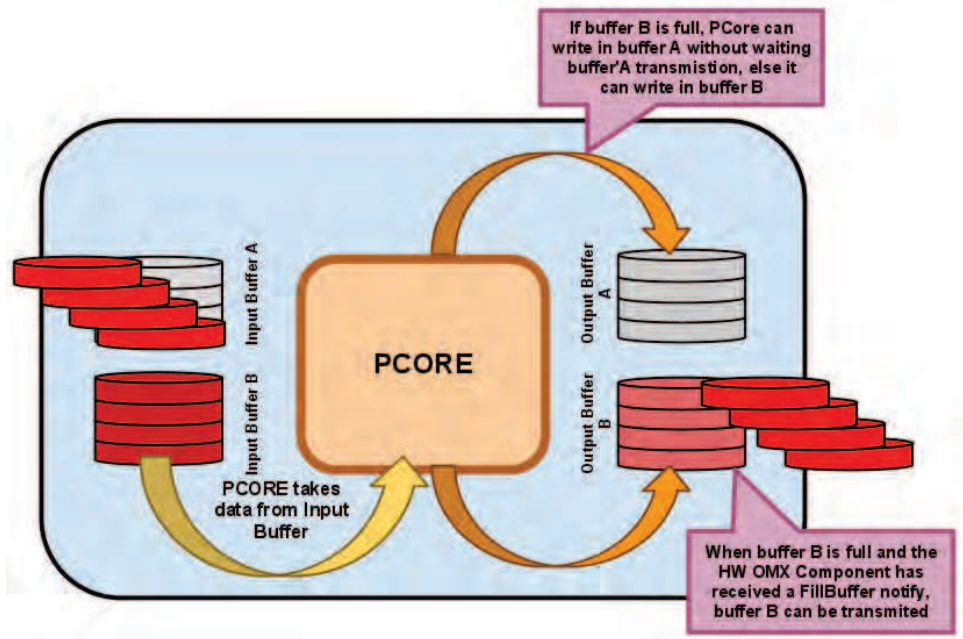 If buffer B is full, PCore can
write in buffer A without waiting
buffer'A transmistion, else it
can write in buffer B
Input Buffer A
Output Buffer
A
PCORE
Input Buffer B
Output Buffer
B
PCORE takes
data from Input
Buffer
When buffer B is full and the
HW OMX Component has
received a FillBuffer notify,
buffer B can be transmited